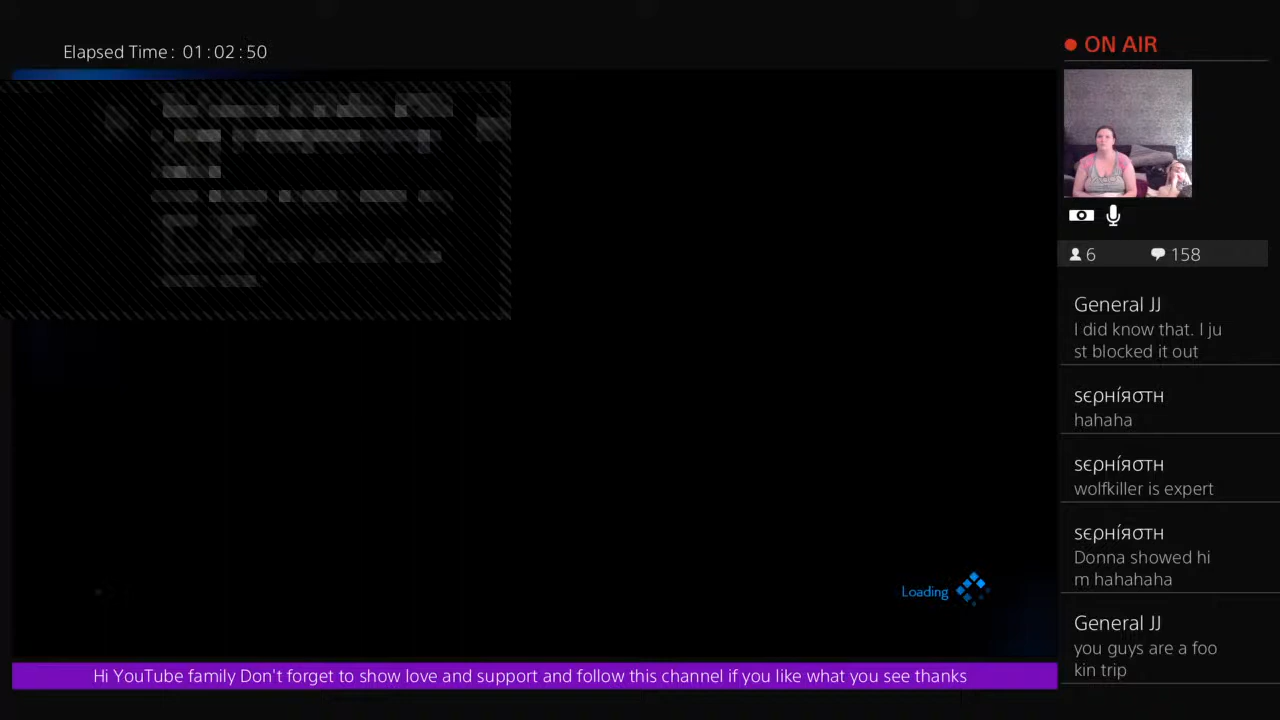 Elapsed Time: 01:02:50
ON AIR
6 158
General JJ
I did know that. I ju
st blocked it out
ѕєρнíяσтн
hahaha
ѕєρнíяσтн
wolfkiller is expert
ѕєρнíяσтн
Donna showed hi
m hahahaha
General JJ
you guys are a foo
kin trip
Loading
Hi YouTube family Don't forget to show love and support and follow this channel if you like what you see thanks